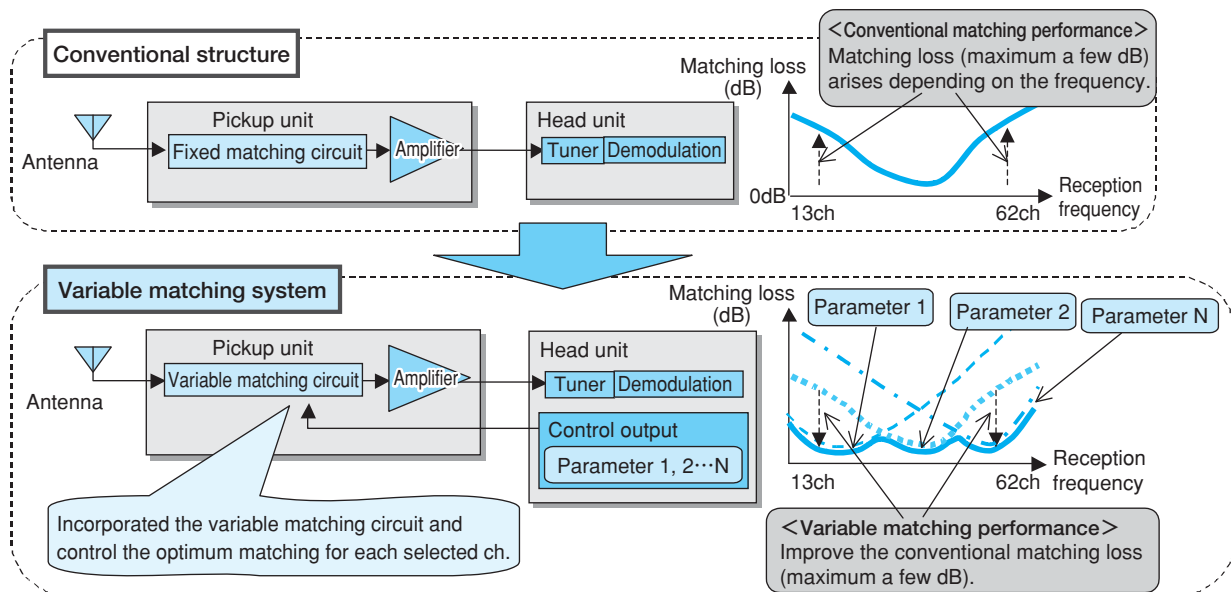 Conventional structure
Antenna
Pickup unit
Fixed matching circuit
Amplifier
Head unit
Tuner
Demodulation
Matching loss
(dB)
<Conventional matching performance>
Matching loss (maximum a few dB)
arises depending on the frequency.
0dB
13ch
62ch
Reception
frequency
Variable matching system
Antenna
Pickup unit
Variable matching circuit
Amplifier
Head unit
Tuner
Demodulation
Control output
Parameter 1, 2···N
Incorporated the variable matching circuit and
control the optimum matching for each selected ch.
Matching loss
(dB)
Parameter 1
Parameter 2
Parameter N
13ch
62ch
Reception
frequency
<Variable matching performance>
Improve the conventional matching loss
(maximum a few dB).